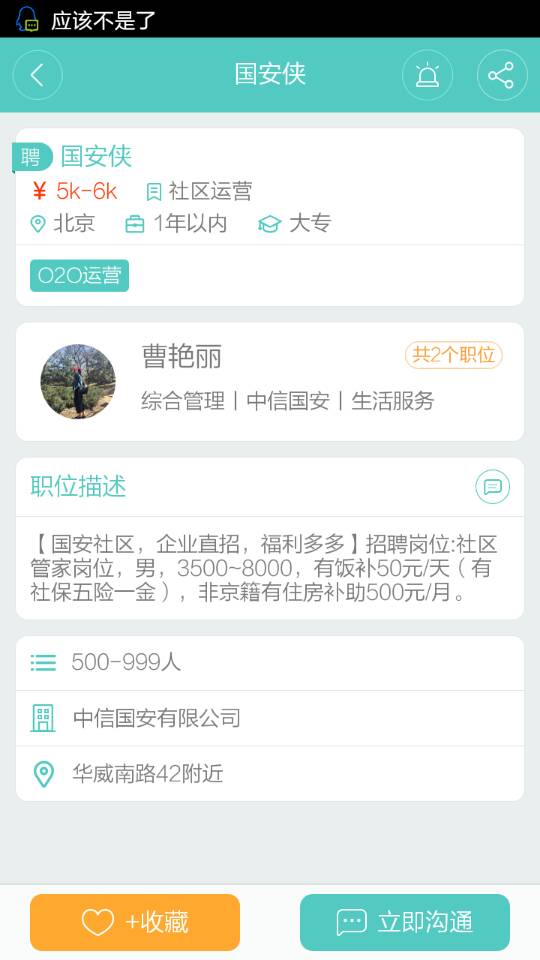 应该不是了
国安侠
聘 国安侠
¥ 5k-6k 社区运营
北京 1年以内 大专
O2O运营
曹艳丽 共2个职位
综合管理丨中信国安丨生活服务
职位描述
【国安社区，企业直招，福利多多】招聘岗位:社区
管家岗位，男，3500~8000，有饭补50元/天（有
社保五险一金），非京籍有住房补助500元/月。
500-999人
中信国安有限公司
华威南路42附近
+收藏 立即沟通